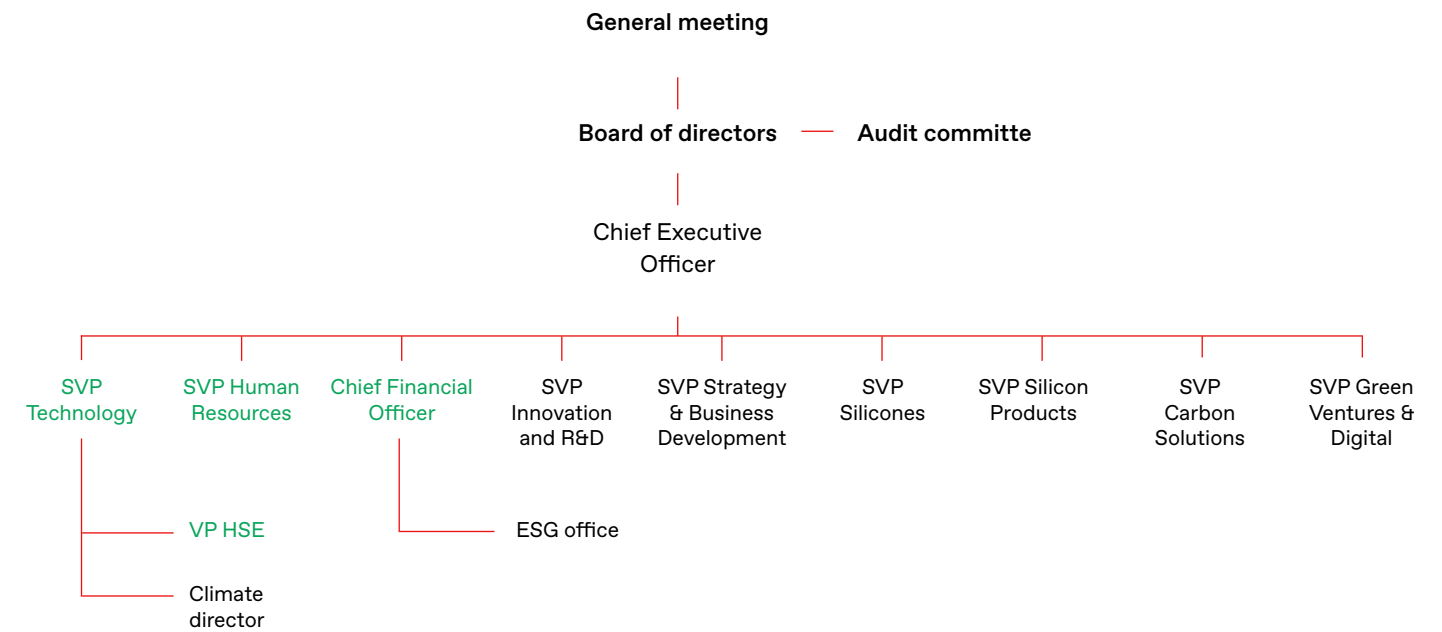 General meeting
Board of directors
Audit committe
Chief Executive
Officer
SVP
Technology
SVP Human
Resources
Chief Financial
Officer
SVP
Innovation
and R&D
SVP Strategy
& Business
Development
SVP
Silicones
SVP Silicon
Products
SVP
Carbon
Solutions
SVP Green
Ventures &
Digital
VP HSE
ESG office
Climate
director